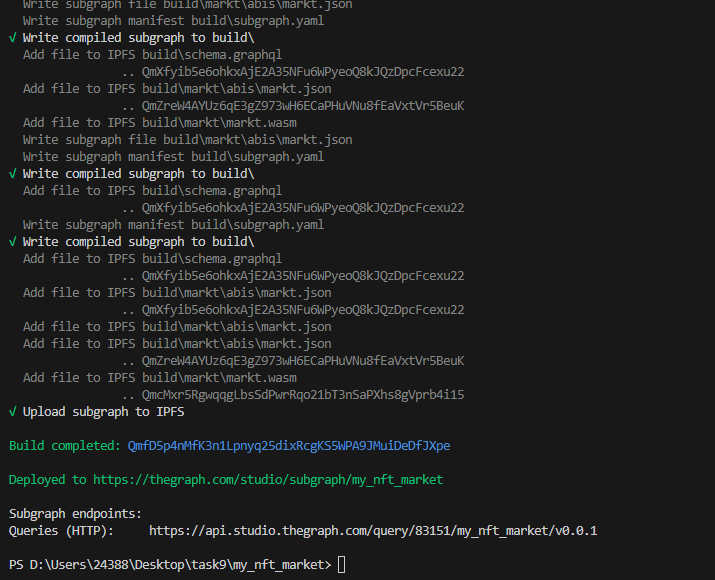 Write subgraph file build\markt\abis\markt.json
Write subgraph manifest build\subgraph.yaml
√ Write compiled subgraph to build\
Add file to IPFS build\schema.graphql
.. QmXfyib5e6ohkxAjE2A35NFu6WPyeoQ8kJQzDpcFcexu22
Add file to IPFS build\markt\abis\markt.json
.. QmZreW4AYUz6qE3gZ973wH6ECaPHuVNu8fEaVxtVr5BeuK
Add file to IPFS build\markt\markt.wasm
Write subgraph file build\markt\abis\markt.json
Write subgraph manifest build\subgraph.yaml
√ Write compiled subgraph to build\
Add file to IPFS build\schema.graphql
.. QmXfyib5e6ohkxAjE2A35NFu6WPyeoQ8kJQzDpcFcexu22
Write subgraph manifest build\subgraph.yaml
√ Write compiled subgraph to build\
Add file to IPFS build\schema.graphql
.. QmXfyib5e6ohkxAjE2A35NFu6WPyeoQ8kJQzDpcFcexu22
Add file to IPFS build\markt\abis\markt.json
.. QmXfyib5e6ohkxAjE2A35NFu6WPyeoQ8kJQzDpcFcexu22
Add file to IPFS build\markt\abis\markt.json
Add file to IPFS build\markt\abis\markt.json
.. QmZreW4AYUz6qE3gZ973wH6ECaPHuVNu8fEaVxtVr5BeuK
Add file to IPFS build\markt\markt.wasm
.. QmcMxr5RgwqqgLbsSdPwrRqo21bT3nSaPXhs8gVprb4i15
√ Upload subgraph to IPFS
Build completed: QmfD5p4nMfK3n1Lpnyq25dixRcgKS5WPA9JMuiDeDfJXpe
Deployed to https://thegraph.com/studio/subgraph/my_nft_market
Subgraph endpoints:
Queries (HTTP):     https://api.studio.thegraph.com/query/83151/my_nft_market/v0.0.1
PS D:\Users\24388\Desktop\task9\my_nft_market>